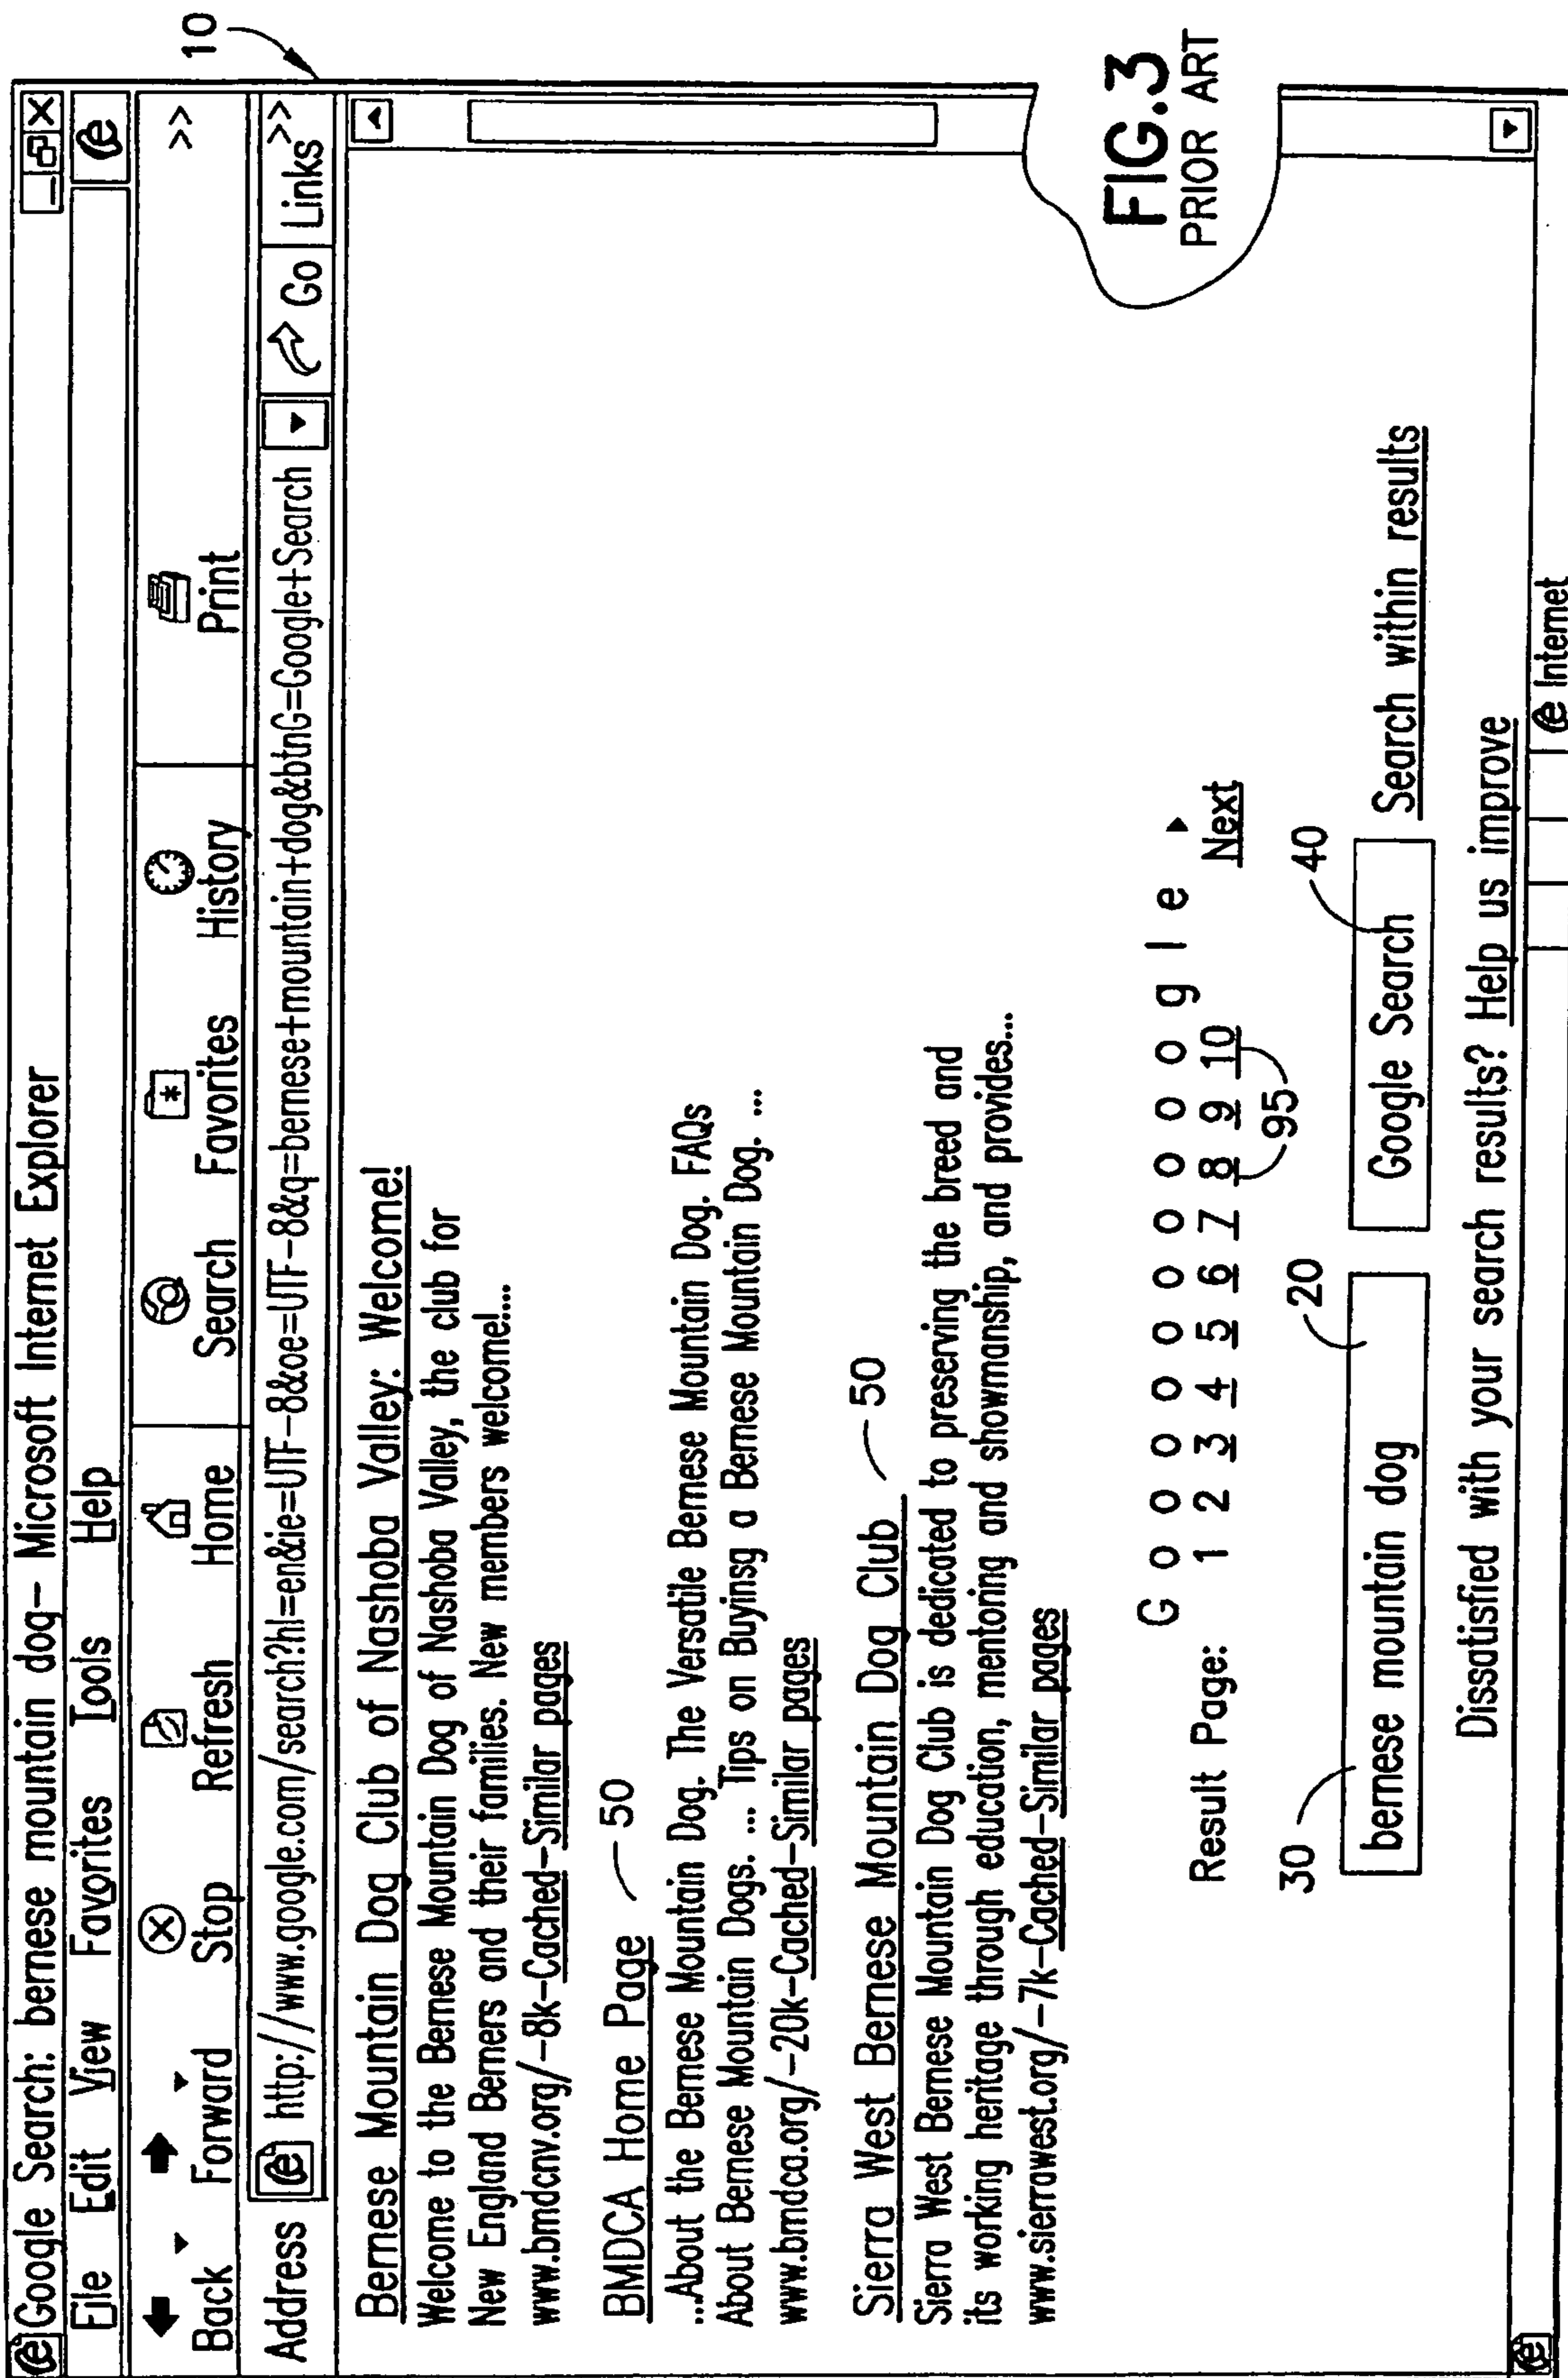 10
Google Search: bernese mountain dog- Microsoft Internet Explorer
File Edit View Favorites Tools Help
Back Forward Stop Refresh Home Search Favorites History Print >>
Address http://www.google.com/search?hl=en&ie=UTF-8&oe=UTF-8&q=bernese+mountain+dog&btnG=Google+Search Go Links >>
Bernese Mountain Dog Club of Nashoba Valley: Welcome!
Welcome to the Bernese Mountain Dog of Nashoba Valley, the club for
New England Berners and their families. New members welcome!...
www.bmdcnv.org/-8k-Cached-Similar pages
BMDCA Home Page 50
...About the Bernese Mountain Dog. The Versatile Bernese Mountain Dog. FAQs
About Bernese Mountain Dogs. ... Tips on Buyinsg a Bernese Mountain Dog. ...
www.bmdca.org/-20k-Cached-Similar pages
Sierra West Bernese Mountain Dog Club 50
Sierra West Bernese Mountain Dog Club is dedicated to preserving the breed and
its working heritage through education, mentoring and showmanship, and provides...
www.sierrawest.org/-7k-Cached-Similar pages
G o o o o o o o o o o g l e
Result Page: 1 2 3 4 5 6 7 8 9 10 Next
95
30 20 40
bernese mountain dog Google Search Search within results
Dissatisfied with your search results? Help us improve
Internet
FIG.3
PRIOR ART